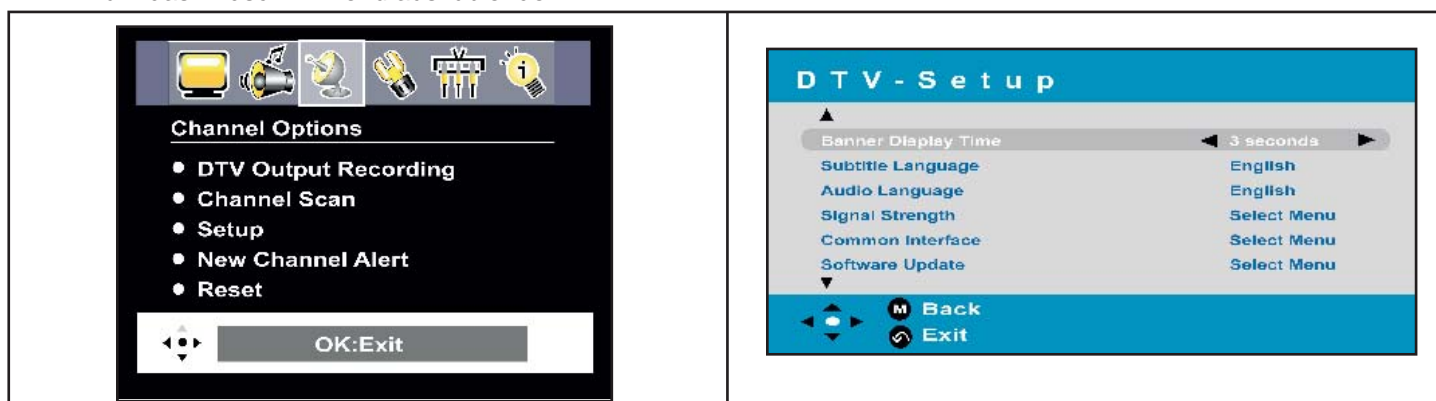 Channel Options
● DTV Output Recording
● Channel Scan
● Setup
● New Channel Alert
● Reset
OK:Exit
DTV-Setup
Banner Display Time ◀ 3 seconds ▶
Subtitle Language English
Audio Language English
Signal Strength Select Menu
Common Interface Select Menu
Software Update Select Menu
M Back
Exit